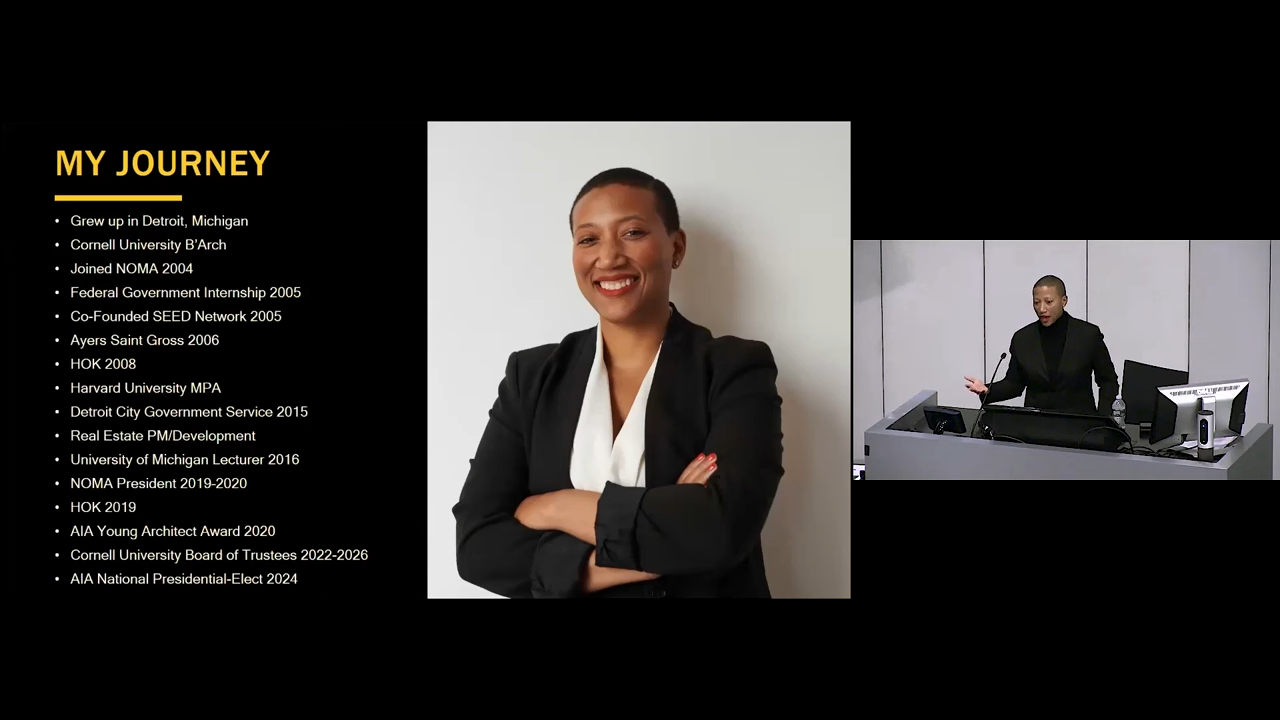 MY JOURNEY
• Grew up in Detroit, Michigan
• Cornell University B'Arch
• Joined NOMA 2004
• Federal Government Internship 2005
• Co-Founded SEED Network 2005
• Ayers Saint Gross 2006
• HOK 2008
• Harvard University MPA
• Detroit City Government Service 2015
• Real Estate PM/Development
• University of Michigan Lecturer 2016
• NOMA President 2019-2020
• HOK 2019
• AIA Young Architect Award 2020
• Cornell University Board of Trustees 2022-2026
• AIA National Presidential-Elect 2024